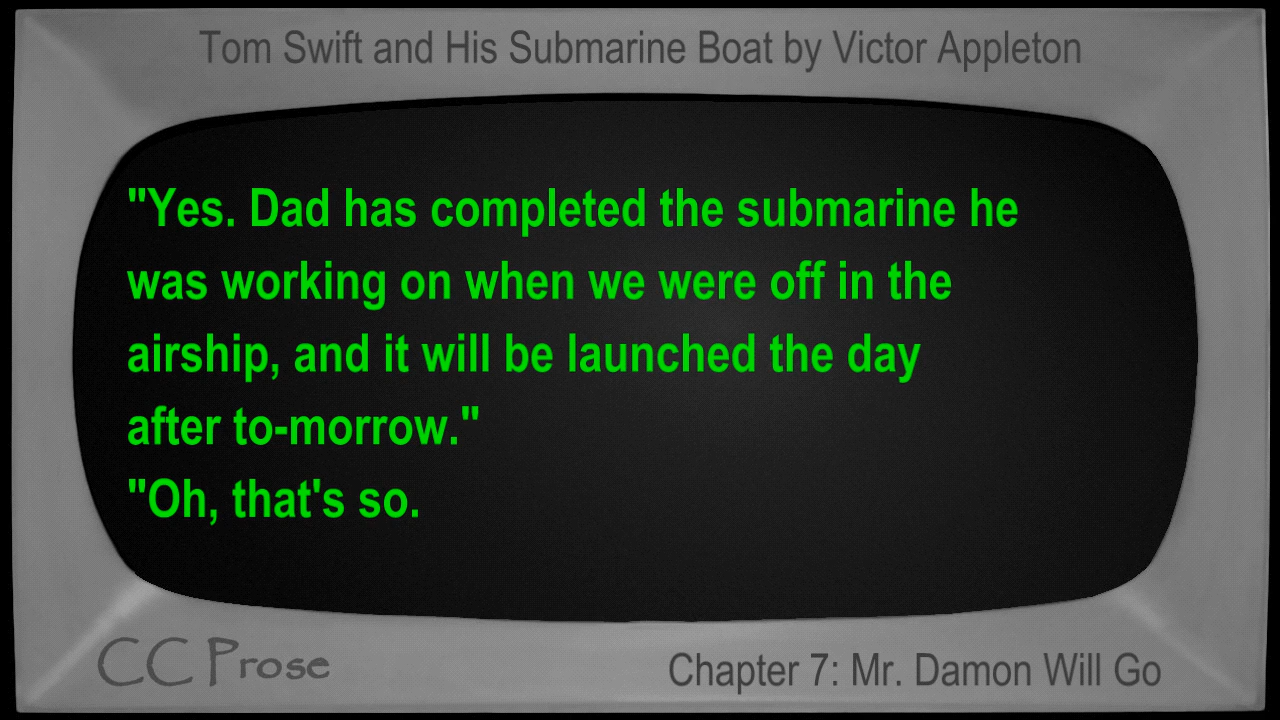 Tom Swift and His Submarine Boat by Victor Appleton
"Yes. Dad has completed the submarine he
was working on when we were off in the
airship, and it will be launched the day
after to-morrow."
"Oh, that's so.
CC Prose
Chapter 7: Mr. Damon Will Go